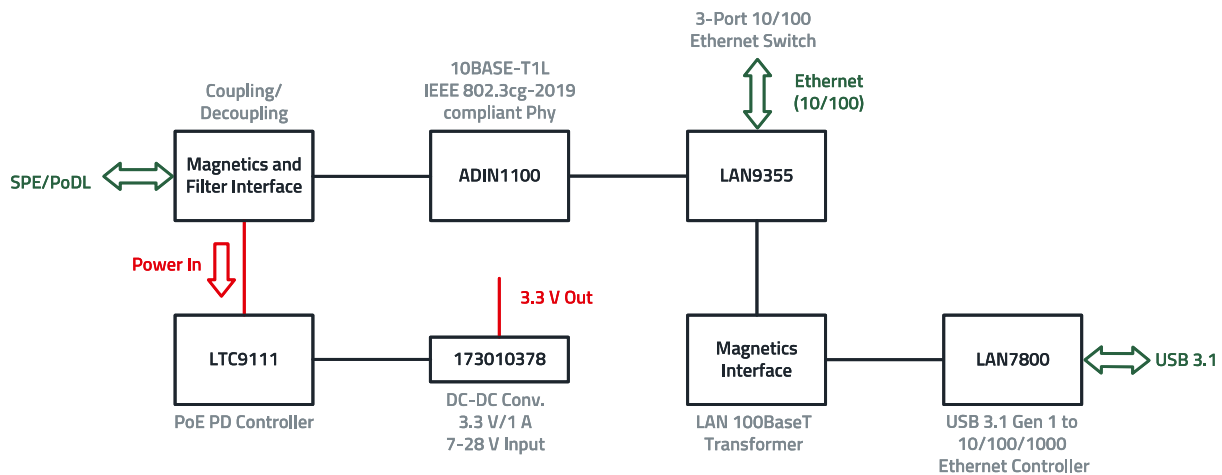 3-Port 10/100
Ethernet Switch
10BASE-T1L
IEEE 802.3cg-2019
compliant Phy
Coupling/
Decoupling
Ethernet
(10/100)
SPE/PoDL
Magnetics and
Filter Interface
ADIN1100
LAN9355
Power In
3.3 V Out
LTC9111
173010378
Magnetics
Interface
LAN7800
USB 3.1
PoE PD Controller
DC-DC Conv.
3.3 V/1 A
7-28 V Input
LAN 100BaseT
Transformer
USB 3.1 Gen 1 to
10/100/1000
Ethernet Controller